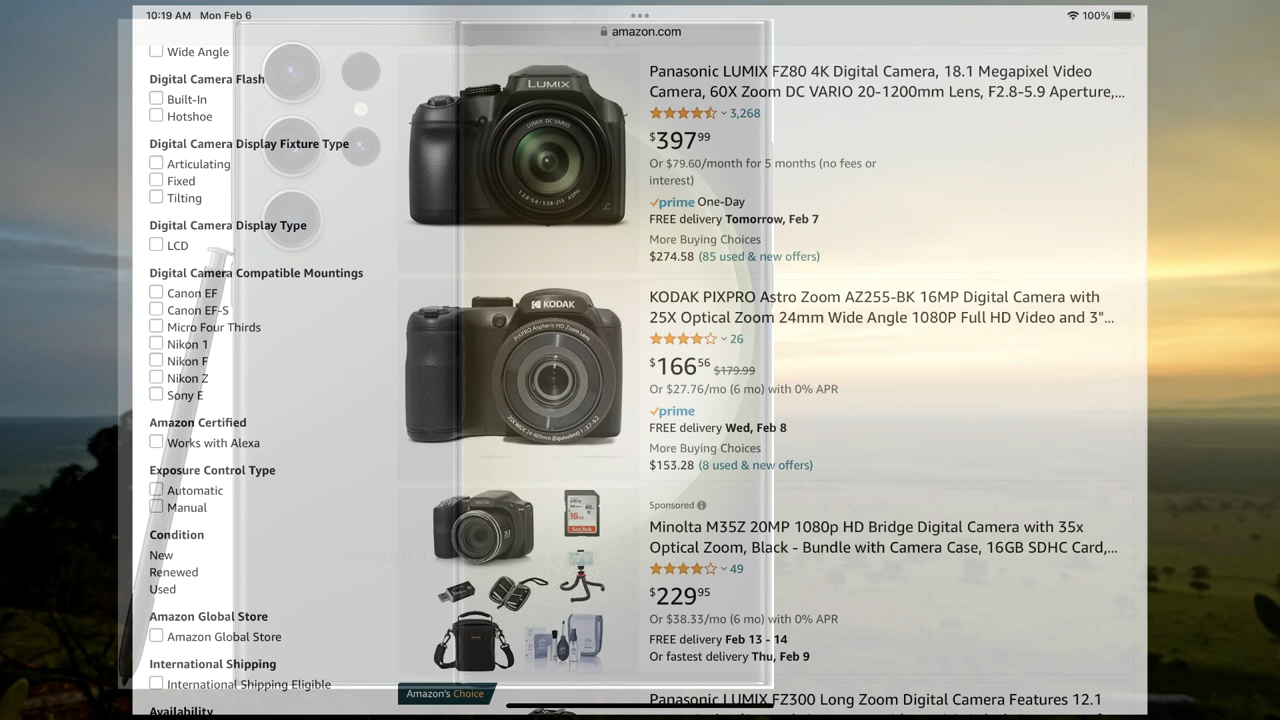 10:19 AM Mon Feb 6
100%
amazon.com
Wide Angle
Digital Camera Flash
Built-In
Hotshoe
Digital Camera Display Fixture Type
Articulating
Fixed
Tilting
Digital Camera Display Type
LCD
Digital Camera Compatible Mountings
Canon EF
Canon EF-S
Micro Four Thirds
Nikon 1
Nikon F
Nikon Z
Sony E
Amazon Certified
Works with Alexa
Exposure Control Type
Automatic
Manual
Condition
New
Renewed
Used
Amazon Global Store
Amazon Global Store
International Shipping
International Shipping Eligible
Availability
LUMIX
LUMIX DC VARIO
Panasonic LUMIX FZ80 4K Digital Camera, 18.1 Megapixel Video
Camera, 60X Zoom DC VARIO 20-1200mm Lens, F2.8-5.9 Aperture,...
3,268
$397.99
Or $79.60/month for 5 months (no fees or
interest)
prime One-Day
FREE delivery Tomorrow, Feb 7
More Buying Choices
$274.58 (85 used & new offers)
KODAK
PIXPRO Aspheric HD Zoom Lens
KODAK PIXPRO Astro Zoom AZ255-BK 16MP Digital Camera with
25X Optical Zoom 24mm Wide Angle 1080P Full HD Video and 3"...
26
$166.56 $179.99
Or $27.76/mo (6 mo) with 0% APR
prime
FREE delivery Wed, Feb 8
More Buying Choices
$153.28 (8 used & new offers)
SanDisk
Sponsored
Minolta M35Z 20MP 1080p HD Bridge Digital Camera with 35x
Optical Zoom, Black - Bundle with Camera Case, 16GB SDHC Card,...
49
$229.95
Or $38.33/mo (6 mo) with 0% APR
FREE delivery Feb 13 - 14
Or fastest delivery Thu, Feb 9
Amazon's Choice
Panasonic LUMIX FZ300 Long Zoom Digital Camera Features 12.1